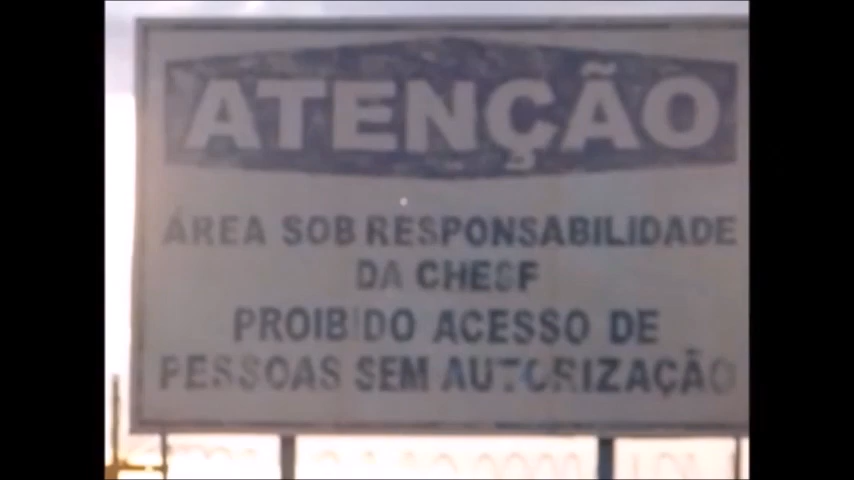 ATENÇÃO
ÁREA SOB RESPONSABILIDADE
DA CHESF
PROIBIDO ACESSO DE
PESSOAS SEM AUTORIZAÇÃO